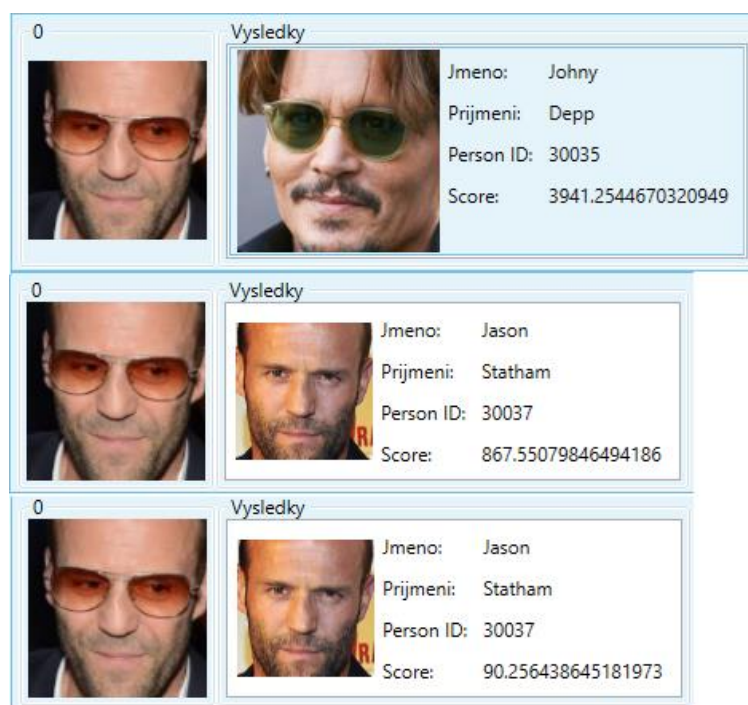 0 Vysledky
Jmeno: Johny
Prijmeni: Depp
Person ID: 30035
Score: 3941.2544670320949
0 Vysledky
Jmeno: Jason
Prijmeni: Statham
Person ID: 30037
Score: 867.55079846494186
0 Vysledky
Jmeno: Jason
Prijmeni: Statham
Person ID: 30037
Score: 90.256438645181973